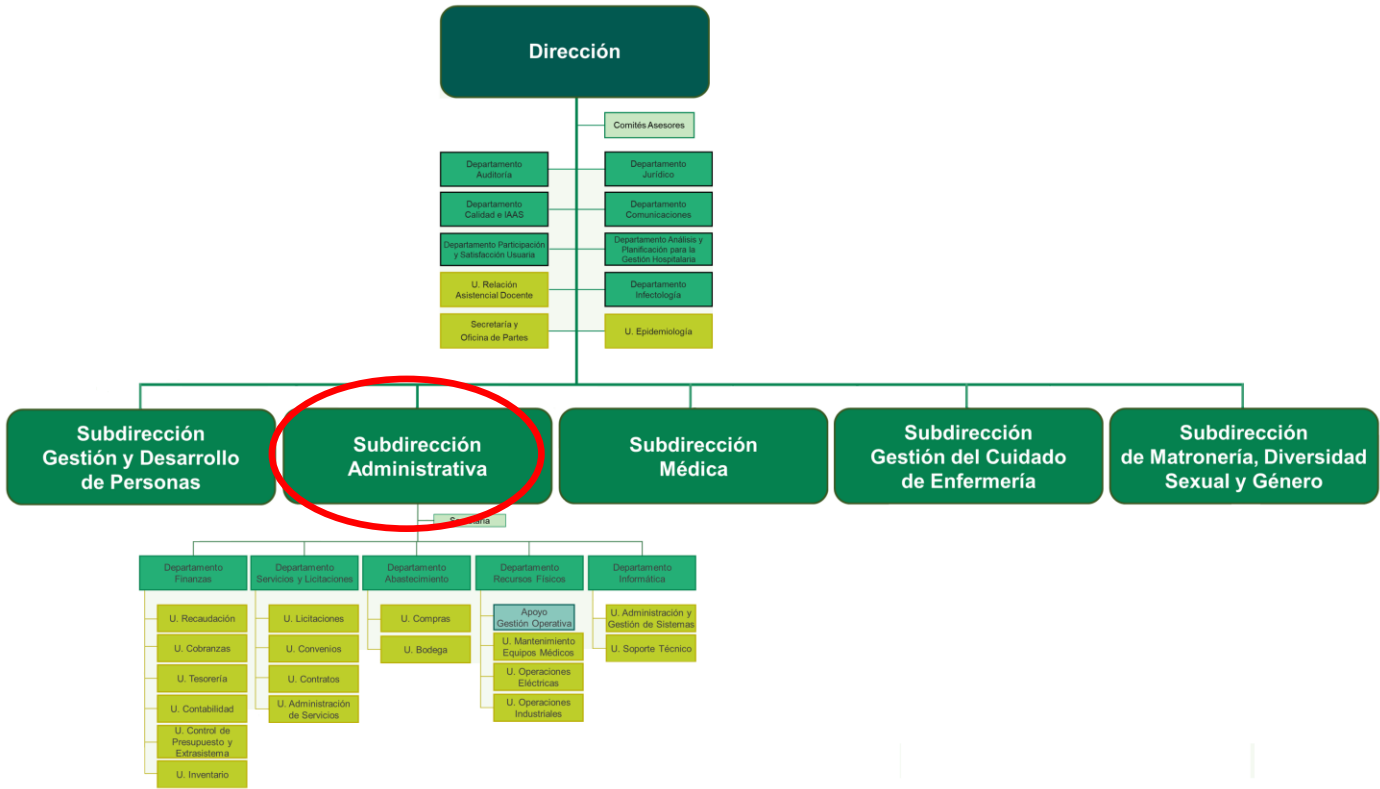 Dirección
Comités Asesores
Departamento
Auditoría
Departamento
Jurídico
Departamento
Calidad e IAAS
Departamento
Comunicaciones
Departamento Participación
y Satisfacción Usuaria
Departamento Análisis y
Planificación para la
Gestión Hospitalaria
U. Relación
Asistencial Docente
Departamento
Infectología
Secretaría y
Oficina de Partes
U. Epidemiología
Subdirección
Gestión y Desarrollo
de Personas
Subdirección
Administrativa
Subdirección
Médica
Subdirección
Gestión del Cuidado
de Enfermería
Subdirección
de Matronería, Diversidad
Sexual y Género
Secretaria
Departamento
Finanzas
U. Recaudación
U. Cobranzas
U. Tesorería
U. Contabilidad
U. Control de
Presupuesto y
Extrasistema
U. Inventario
Departamento
Servicios y Licitaciones
U. Licitaciones
U. Convenios
U. Contratos
U. Administración
de Servicios
Departamento
Abastecimiento
U. Compras
U. Bodega
Departamento
Recursos Físicos
Apoyo
Gestión Operativa
U. Mantenimiento
Equipos Médicos
U. Operaciones
Eléctricas
U. Operaciones
Industriales
Departamento
Informática
U. Administración y
Gestión de Sistemas
U. Soporte Técnico